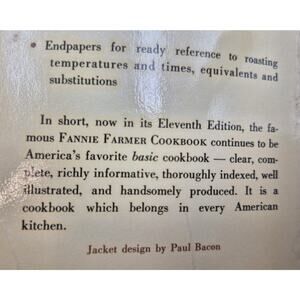 • Endpapers for ready reference to roasting
temperatures and times, equivalents and
substitutions
In short, now in its Eleventh Edition, the fa-
mous FANNIE FARMER COOKBOOK continues to be
America's favorite basic cookbook — clear, com-
plete, richly informative, thoroughly indexed, well
illustrated, and handsomely produced. It is a
cookbook which belongs in every American
kitchen.
Jacket design by Paul Bacon